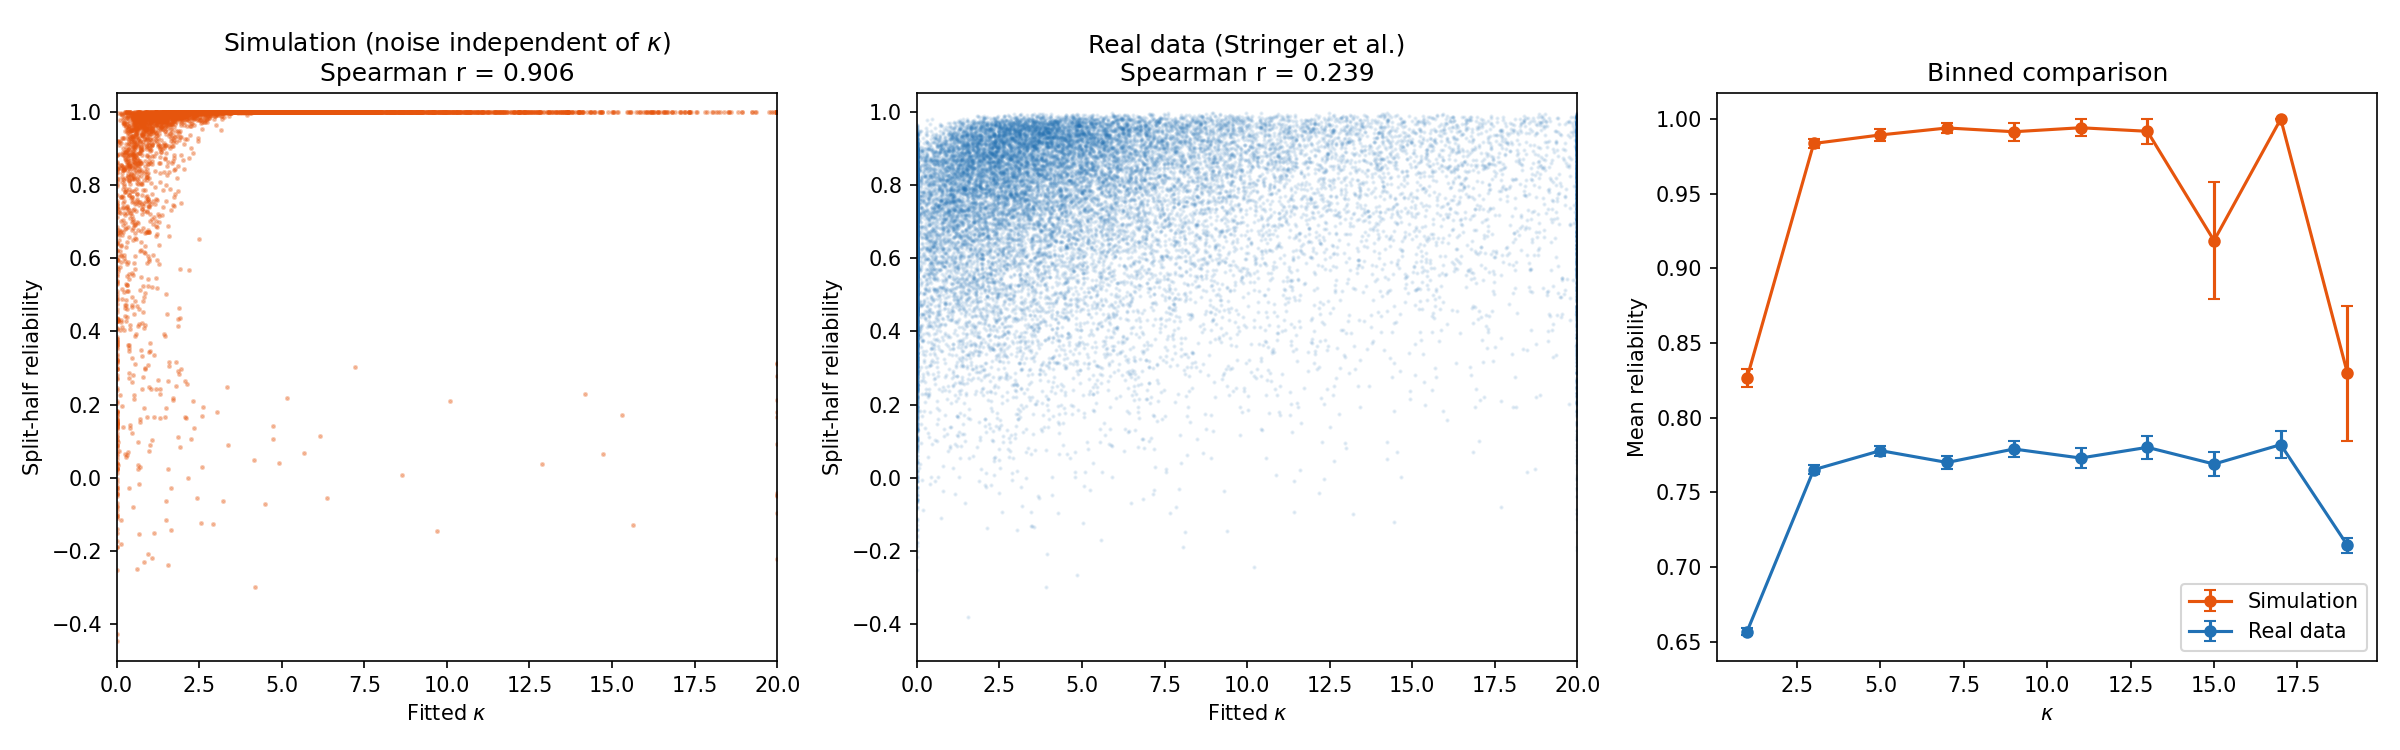 Simulation (noise independent of κ)
Spearman r = 0.906
Split-half reliability
1.0
0.8
0.6
0.4
0.2
0.0
−0.2
−0.4
0.0 2.5 5.0 7.5 10.0 12.5 15.0 17.5 20.0
Fitted κ
Real data (Stringer et al.)
Spearman r = 0.239
Split-half reliability
1.0
0.8
0.6
0.4
0.2
0.0
−0.2
−0.4
0.0 2.5 5.0 7.5 10.0 12.5 15.0 17.5 20.0
Fitted κ
Binned comparison
Mean reliability
1.00
0.95
0.90
0.85
0.80
0.75
0.70
0.65
2.5 5.0 7.5 10.0 12.5 15.0 17.5
κ
Simulation
Real data